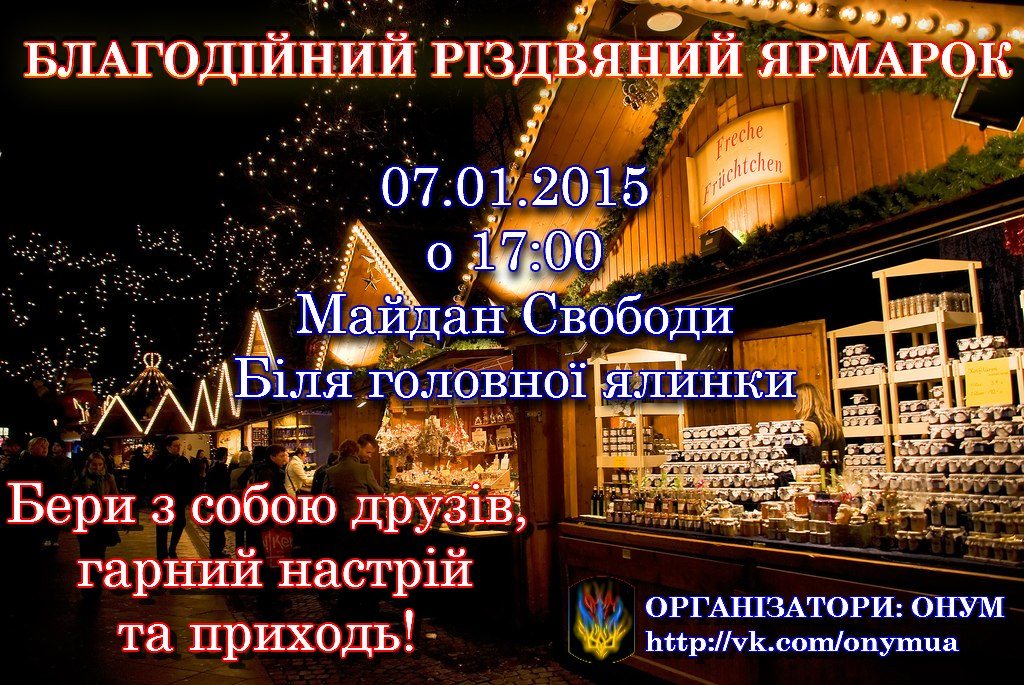 БЛАГОДІЙНИЙ РІЗДВЯНИЙ ЯРМАРОК
Freche
Früchtchen
07.01.2015
о 17:00
Майдан Свободи
Біля головної ялинки
Бери з собою друзів,
гарний настрій
та приходь!
ОРГАНІЗАТОРИ: ОНУМ
http://vk.com/onymua